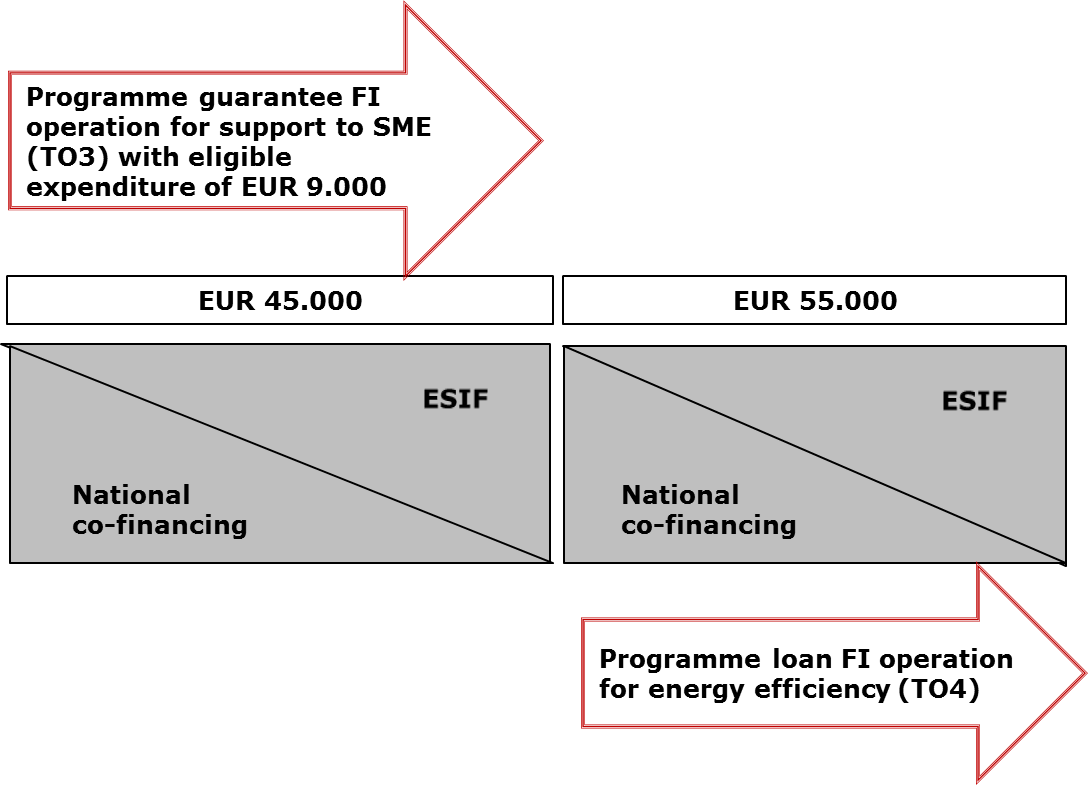 Programme guarantee FI
operation for support to SME
(TO3) with eligible
expenditure of EUR 9.000
EUR 45.000
EUR 55.000
ESIF
National
co-financing
ESIF
National
co-financing
Programme loan FI operation
for energy efficiency (TO4)